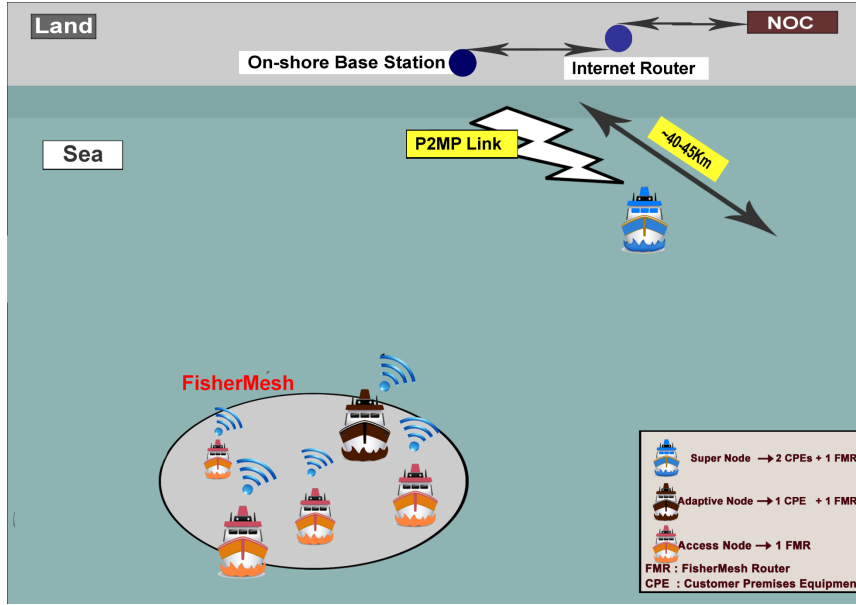 Land
NOC
On-shore Base Station
Internet Router
P2MP Link
~40-45Km
Sea
FisherMesh
Super Node → 2 CPEs + 1 FMR
Adaptive Node → 1 CPE + 1 FMR
Access Node → 1 FMR
FMR : FisherMesh Router
CPE : Customer Premises Equipmen